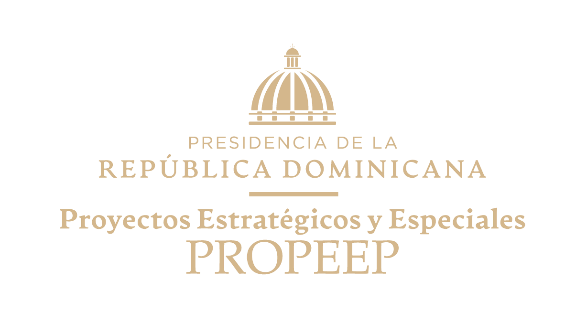 PRESIDENCIA DE LA
REPÚBLICA DOMINICANA
Proyectos Estratégicos y Especiales
PROPEEP